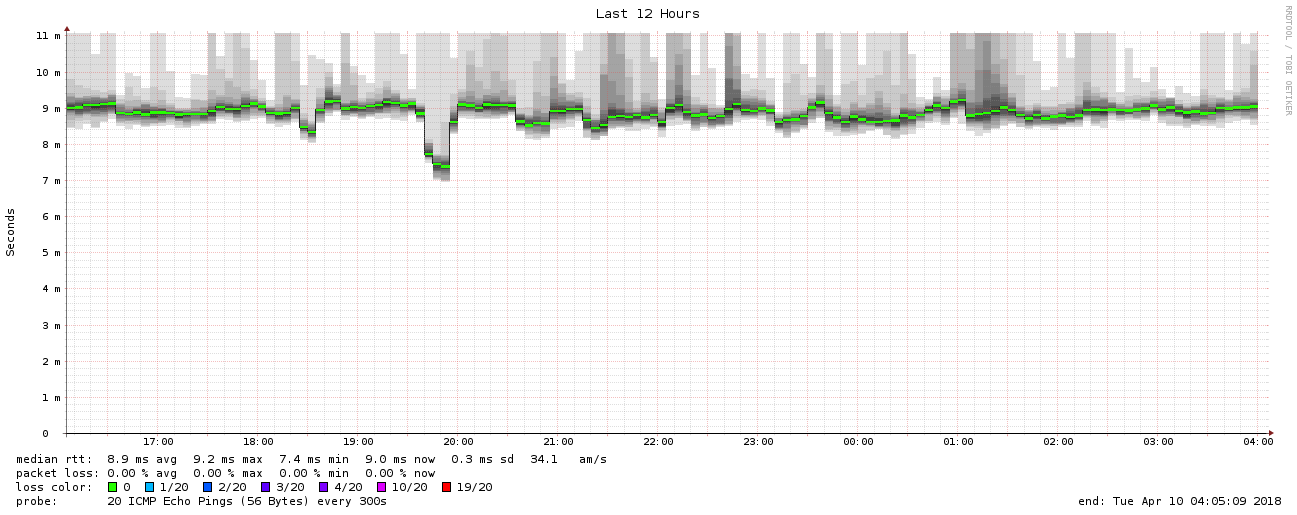 Last 12 Hours
RRDTOOL / TOBI OETIKER
Seconds
11 m
10 m
9 m
8 m
7 m
6 m
5 m
4 m
3 m
2 m
1 m
0
17:00 18:00 19:00 20:00 21:00 22:00 23:00 00:00 01:00 02:00 03:00 04:00
median rtt: 8.9 ms avg 9.2 ms max 7.4 ms min 9.0 ms now 0.3 ms sd 34.1 am/s
packet loss: 0.00 % avg 0.00 % max 0.00 % min 0.00 % now
loss color: 0 1/20 2/20 3/20 4/20 10/20 19/20
probe: 20 ICMP Echo Pings (56 Bytes) every 300s end: Tue Apr 10 04:05:09 2018